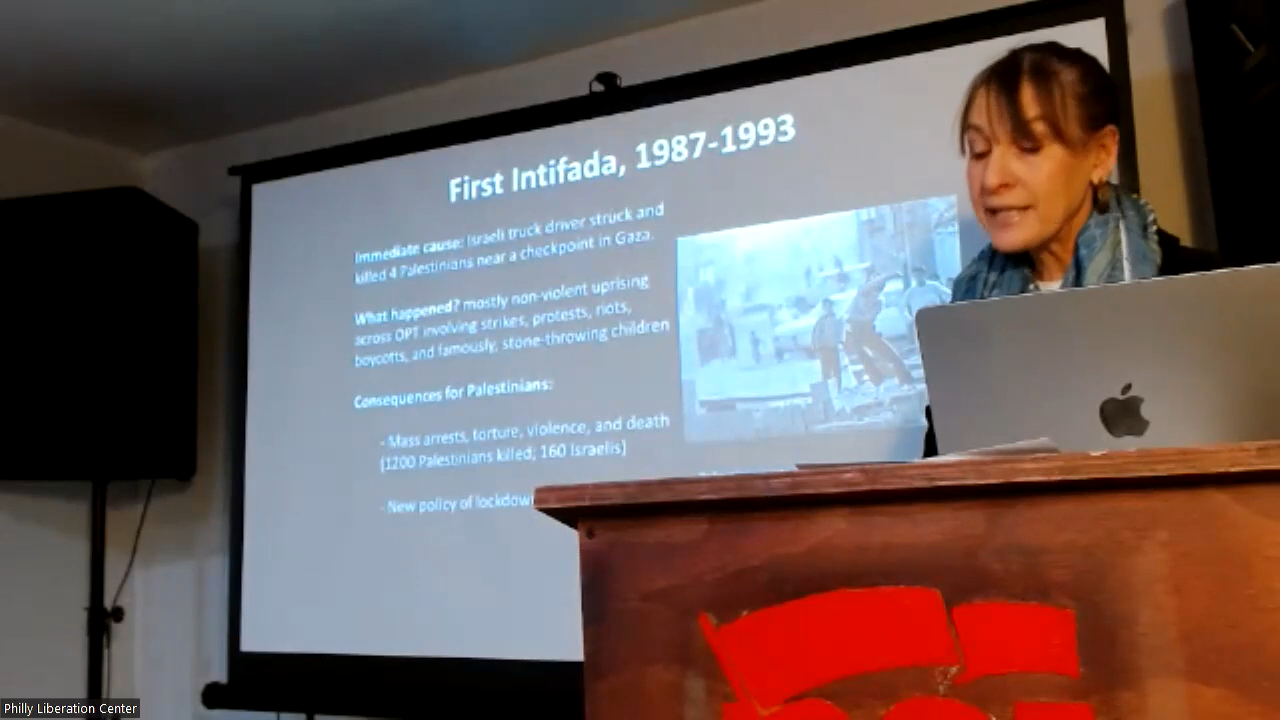 First Intifada, 1987-1993
Immediate cause: Israeli truck driver struck and
killed 4 Palestinians near a checkpoint in Gaza.
What happened? mostly non-violent uprising
across OPT involving strikes, protests, riots,
boycotts, and famously, stone-throwing children
Consequences for Palestinians:
- Mass arrests, torture, violence, and death
(1200 Palestinians killed; 160 Israelis)
- New policy of lockdow
Philly Liberation Center